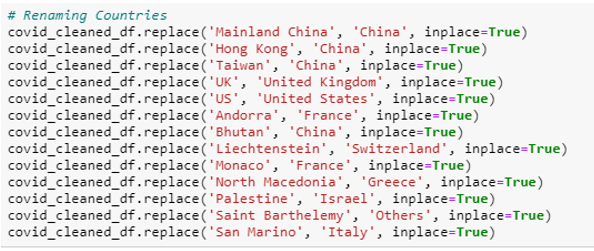 # Renaming Countries
covid_cleaned_df.replace('Mainland China', 'China', inplace=True)
covid_cleaned_df.replace('Hong Kong', 'China', inplace=True)
covid_cleaned_df.replace('Taiwan', 'China', inplace=True)
covid_cleaned_df.replace('UK', 'United Kingdom', inplace=True)
covid_cleaned_df.replace('US', 'United States', inplace=True)
covid_cleaned_df.replace('Andorra', 'France', inplace=True)
covid_cleaned_df.replace('Bhutan', 'China', inplace=True)
covid_cleaned_df.replace('Liechtenstein', 'Switzerland', inplace=True)
covid_cleaned_df.replace('Monaco', 'France', inplace=True)
covid_cleaned_df.replace('North Macedonia', 'Greece', inplace=True)
covid_cleaned_df.replace('Palestine', 'Israel', inplace=True)
covid_cleaned_df.replace('Saint Barthelemy', 'Others', inplace=True)
covid_cleaned_df.replace('San Marino', 'Italy', inplace=True)